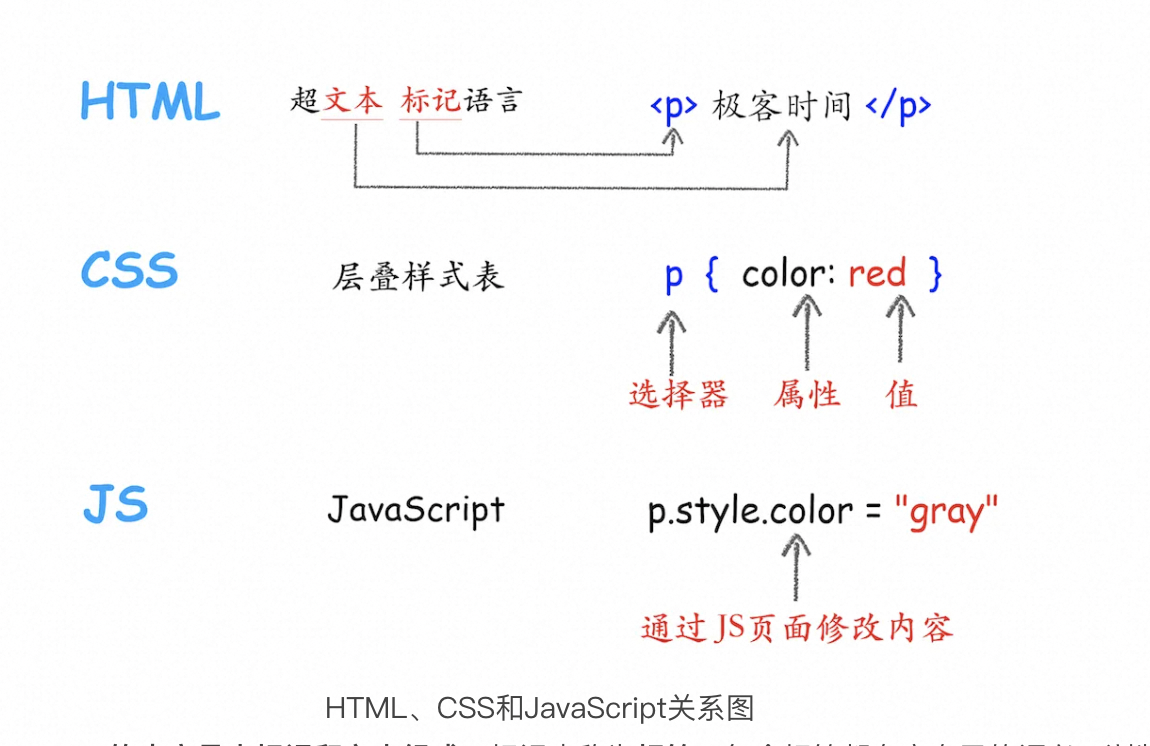 HTML 超文本 标记语言 <p> 极客时间 </p>
CSS 层叠样式表 p { color: red }
选择器 属性 值
JS JavaScript p.style.color = "gray"
通过JS页面修改内容
HTML、CSS和JavaScript关系图